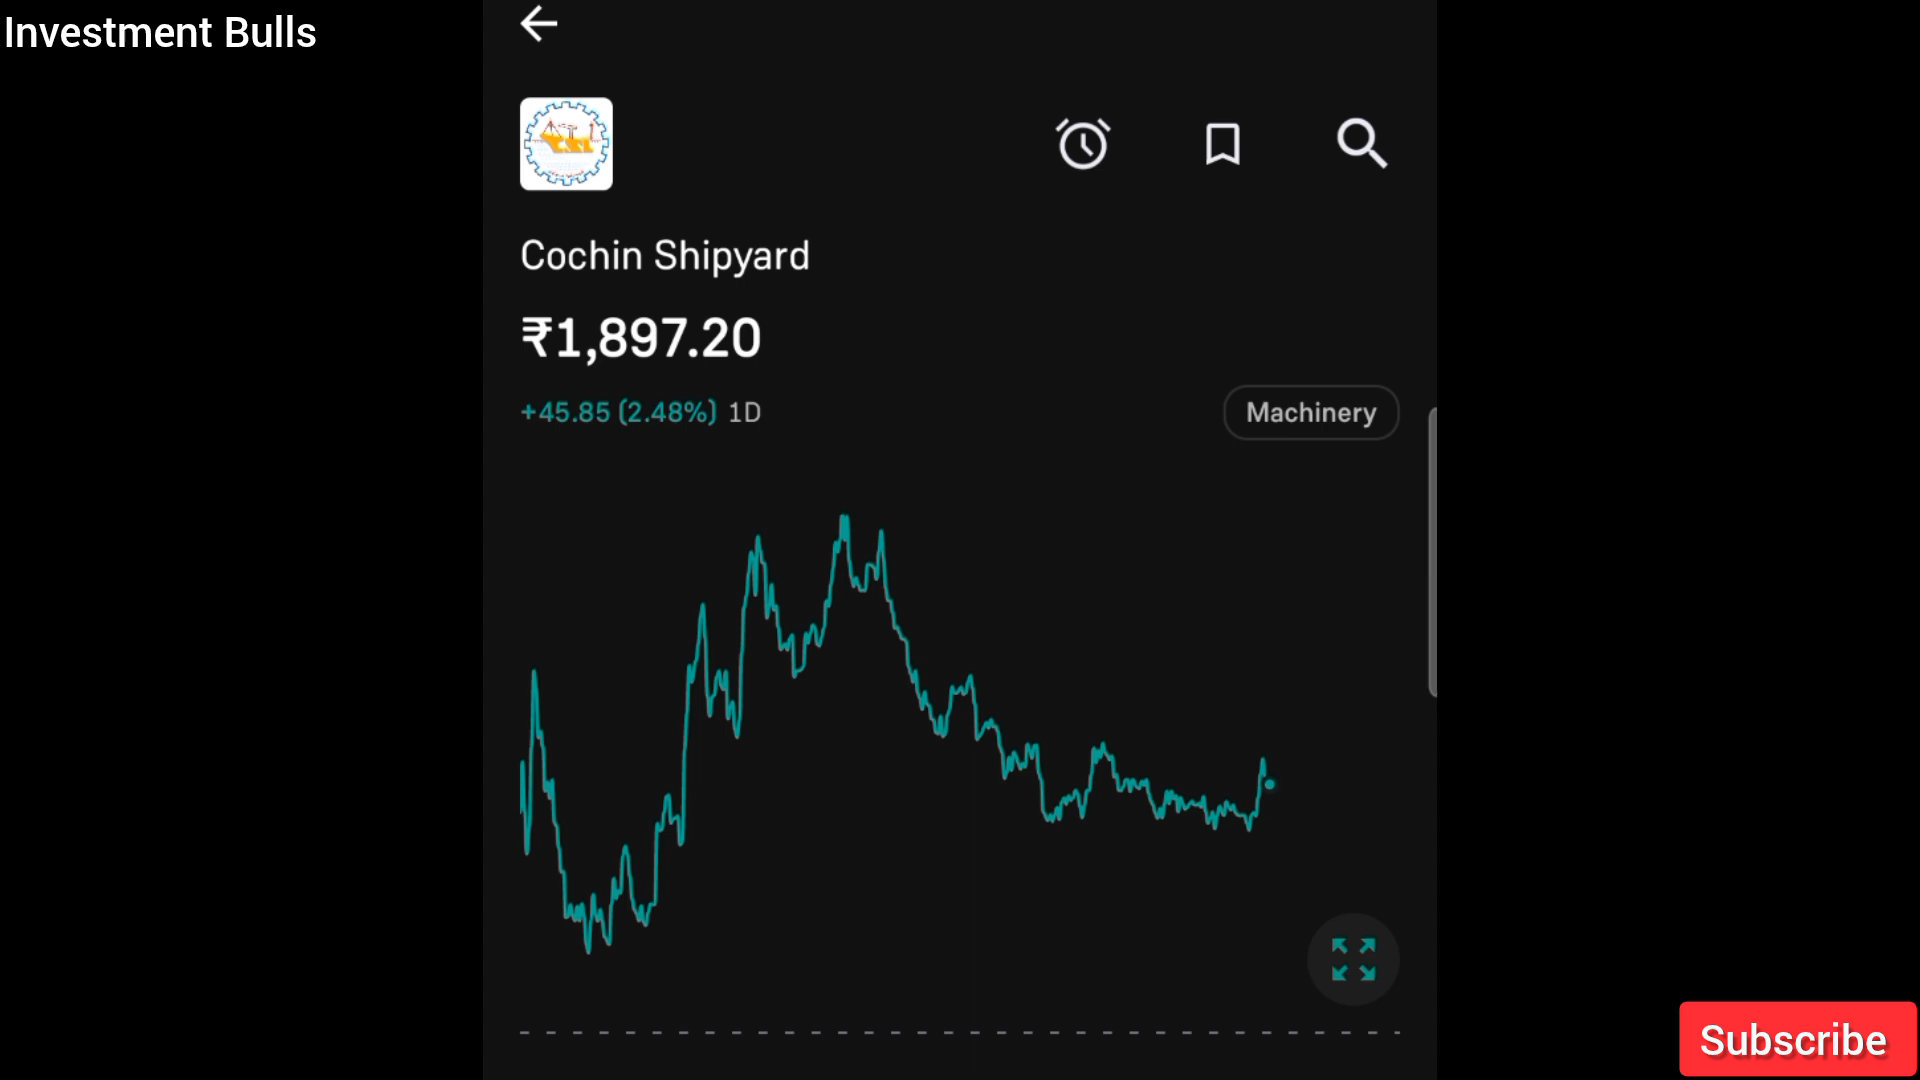 Investment Bulls
Cochin Shipyard
₹1,897.20
+45.85 (2.48%) 1D
Machinery
Subscribe